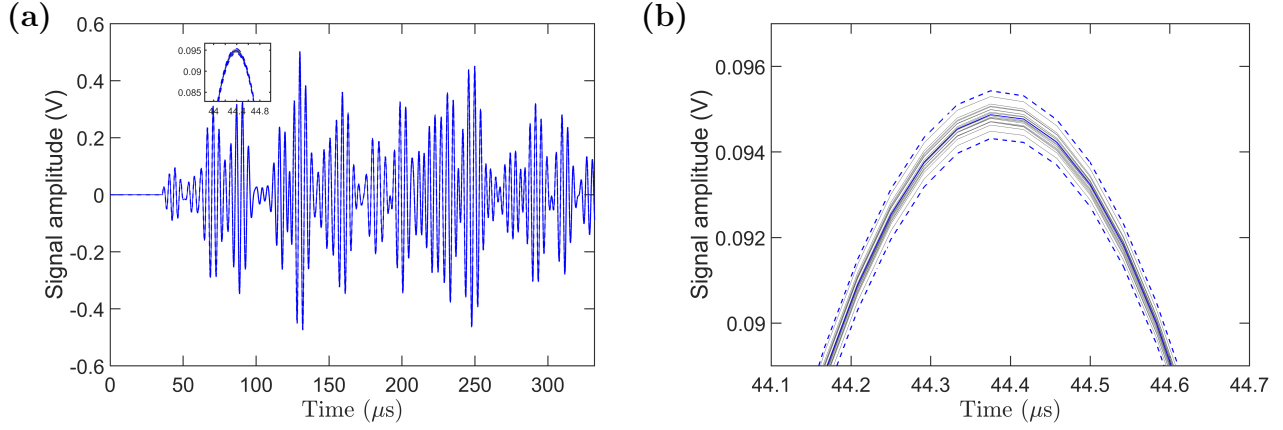 (a)
Signal amplitude (V)
0.6
0.4
0.2
0
-0.2
-0.4
-0.6
0 50 100 150 200 250 300
Time (μs)
0.095
0.09
0.085
44 44.4 44.8
(b)
Signal amplitude (V)
0.096
0.094
0.092
0.09
44.1 44.2 44.3 44.4 44.5 44.6 44.7
Time (μs)